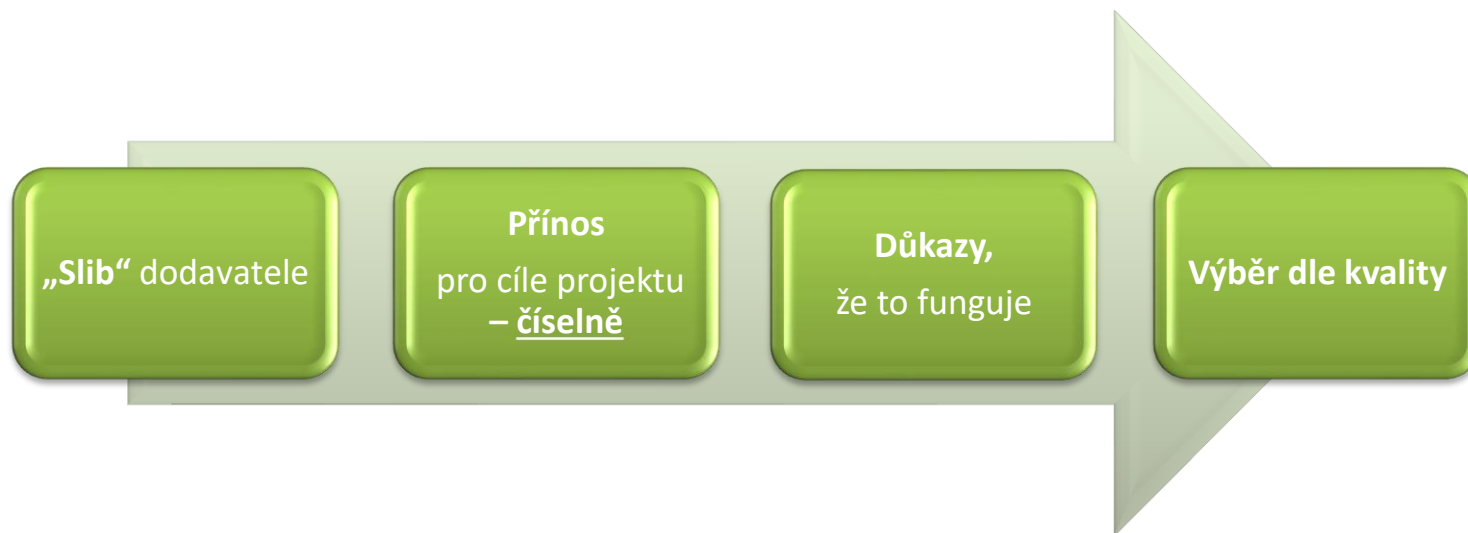 „Slib“ dodavatele
Přínos
pro cíle projektu
– číselně
Důkazy,
že to funguje
Výběr dle kvality